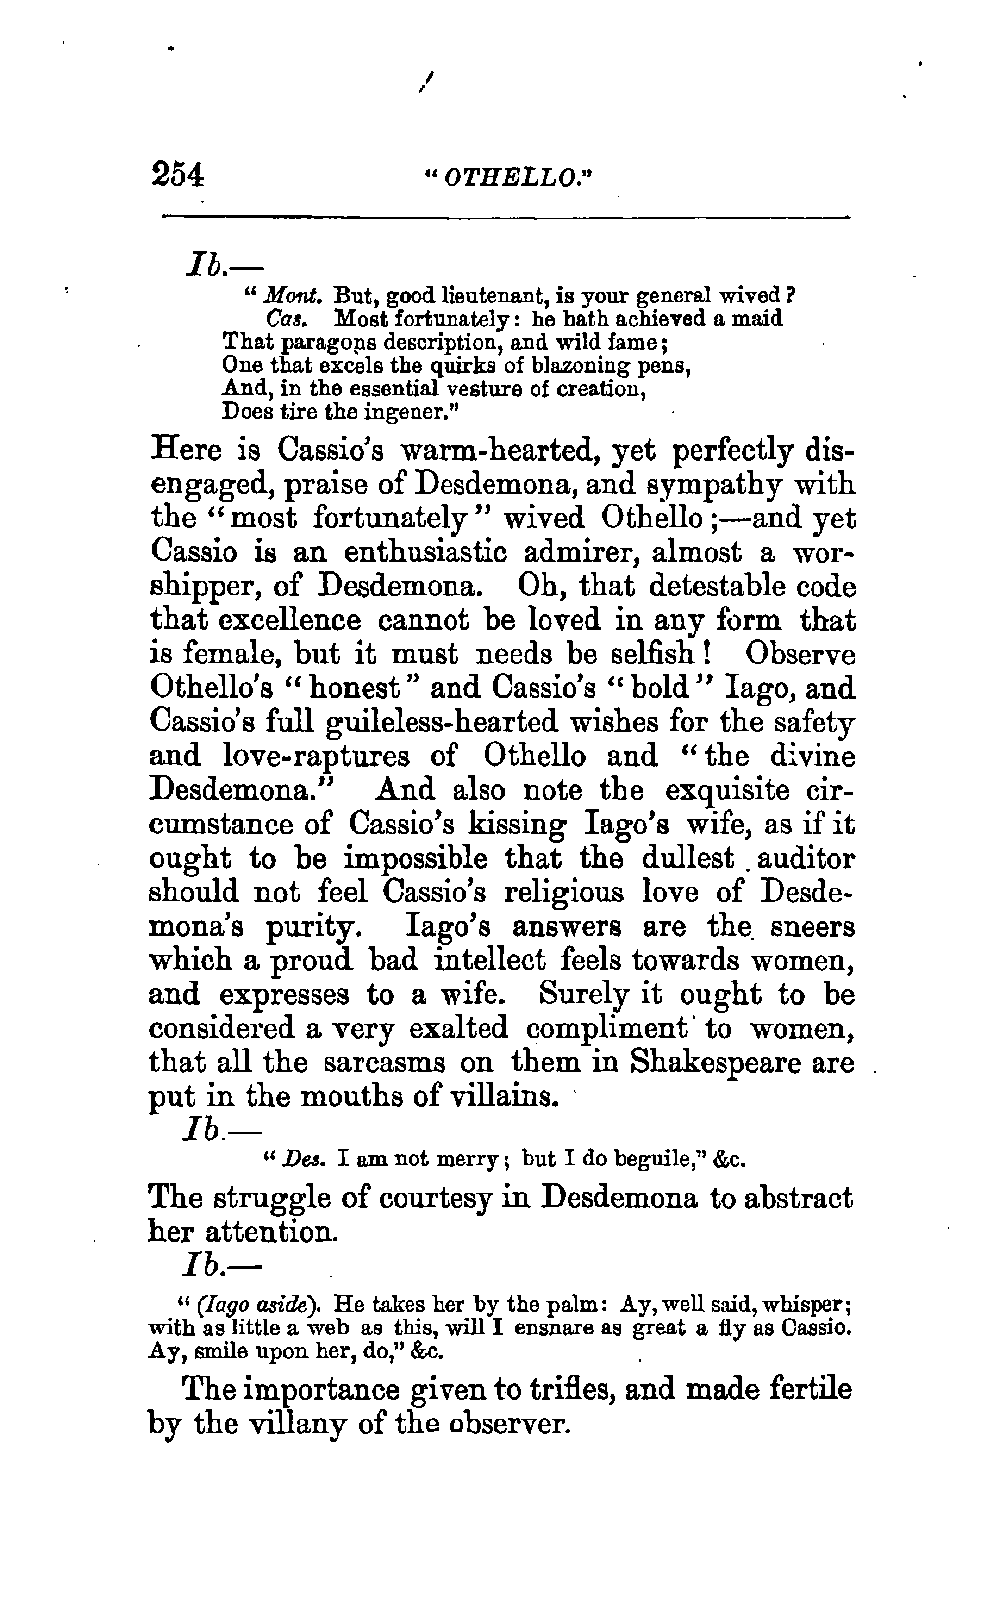 254 "OTHELLO."
Ib.—
"Mont. But, good lieutenant, is your general wived?
Cas. Most fortunately: he hath achieved a maid
That paragons description, and wild fame;
One that excels the quirks of blazoning pens,
And, in the essential vesture of creation,
Does tire the ingener."
Here is Cassio's warm-hearted, yet perfectly dis-
engaged, praise of Desdemona, and sympathy with
the "most fortunately" wived Othello;—and yet
Cassio is an enthusiastic admirer, almost a wor-
shipper, of Desdemona. Oh, that detestable code
that excellence cannot be loved in any form that
is female, but it must needs be selfish! Observe
Othello's "honest" and Cassio's "bold" Iago, and
Cassio's full guileless-hearted wishes for the safety
and love-raptures of Othello and "the divine
Desdemona." And also note the exquisite cir-
cumstance of Cassio's kissing Iago's wife, as if it
ought to be impossible that the dullest auditor
should not feel Cassio's religious love of Desde-
mona's purity. Iago's answers are the sneers
which a proud bad intellect feels towards women,
and expresses to a wife. Surely it ought to be
considered a very exalted compliment to women,
that all the sarcasms on them in Shakespeare are
put in the mouths of villains.
Ib.—
"Des. I am not merry; but I do beguile," &c.
The struggle of courtesy in Desdemona to abstract
her attention.
Ib.—
"(Iago aside). He takes her by the palm: Ay, well said, whisper;
with as little a web as this, will I ensnare as great a fly as Cassio.
Ay, smile upon her, do," &c.
The importance given to trifles, and made fertile
by the villany of the observer.